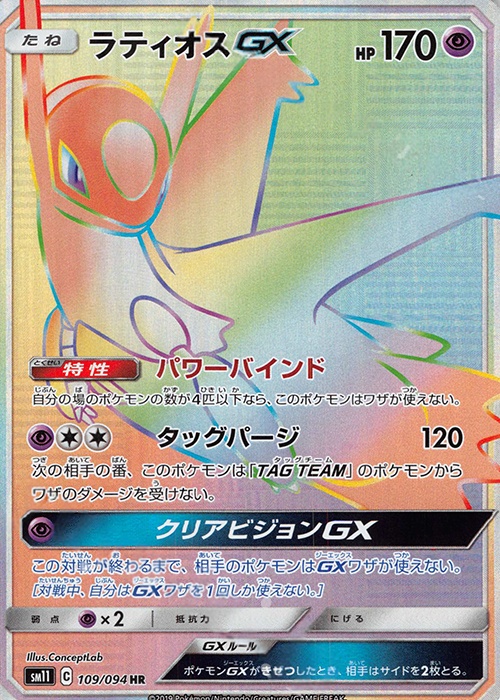 たね ラティオスGX HP 170
特性 パワーバインド
自分の場のポケモンの数が4匹以下なら、このポケモンはワザが使えない。
タッグパージ 120
次の相手の番、このポケモンは「TAG TEAM」のポケモンから
ワザのダメージを受けない。
クリアビジョンGX
この対戦が終わるまで、相手のポケモンはGXワザが使えない。
[対戦中、自分はGXワザを1回しか使えない。]
弱点 ×2 抵抗力 にげる
GXルール
Illus.ConceptLab
ポケモンGXがきぜつしたとき、相手はサイドを2枚とる。
sm11 C 109/094 HR
©2019 Pokémon/Nintendo/Creatures/GAME FREAK.